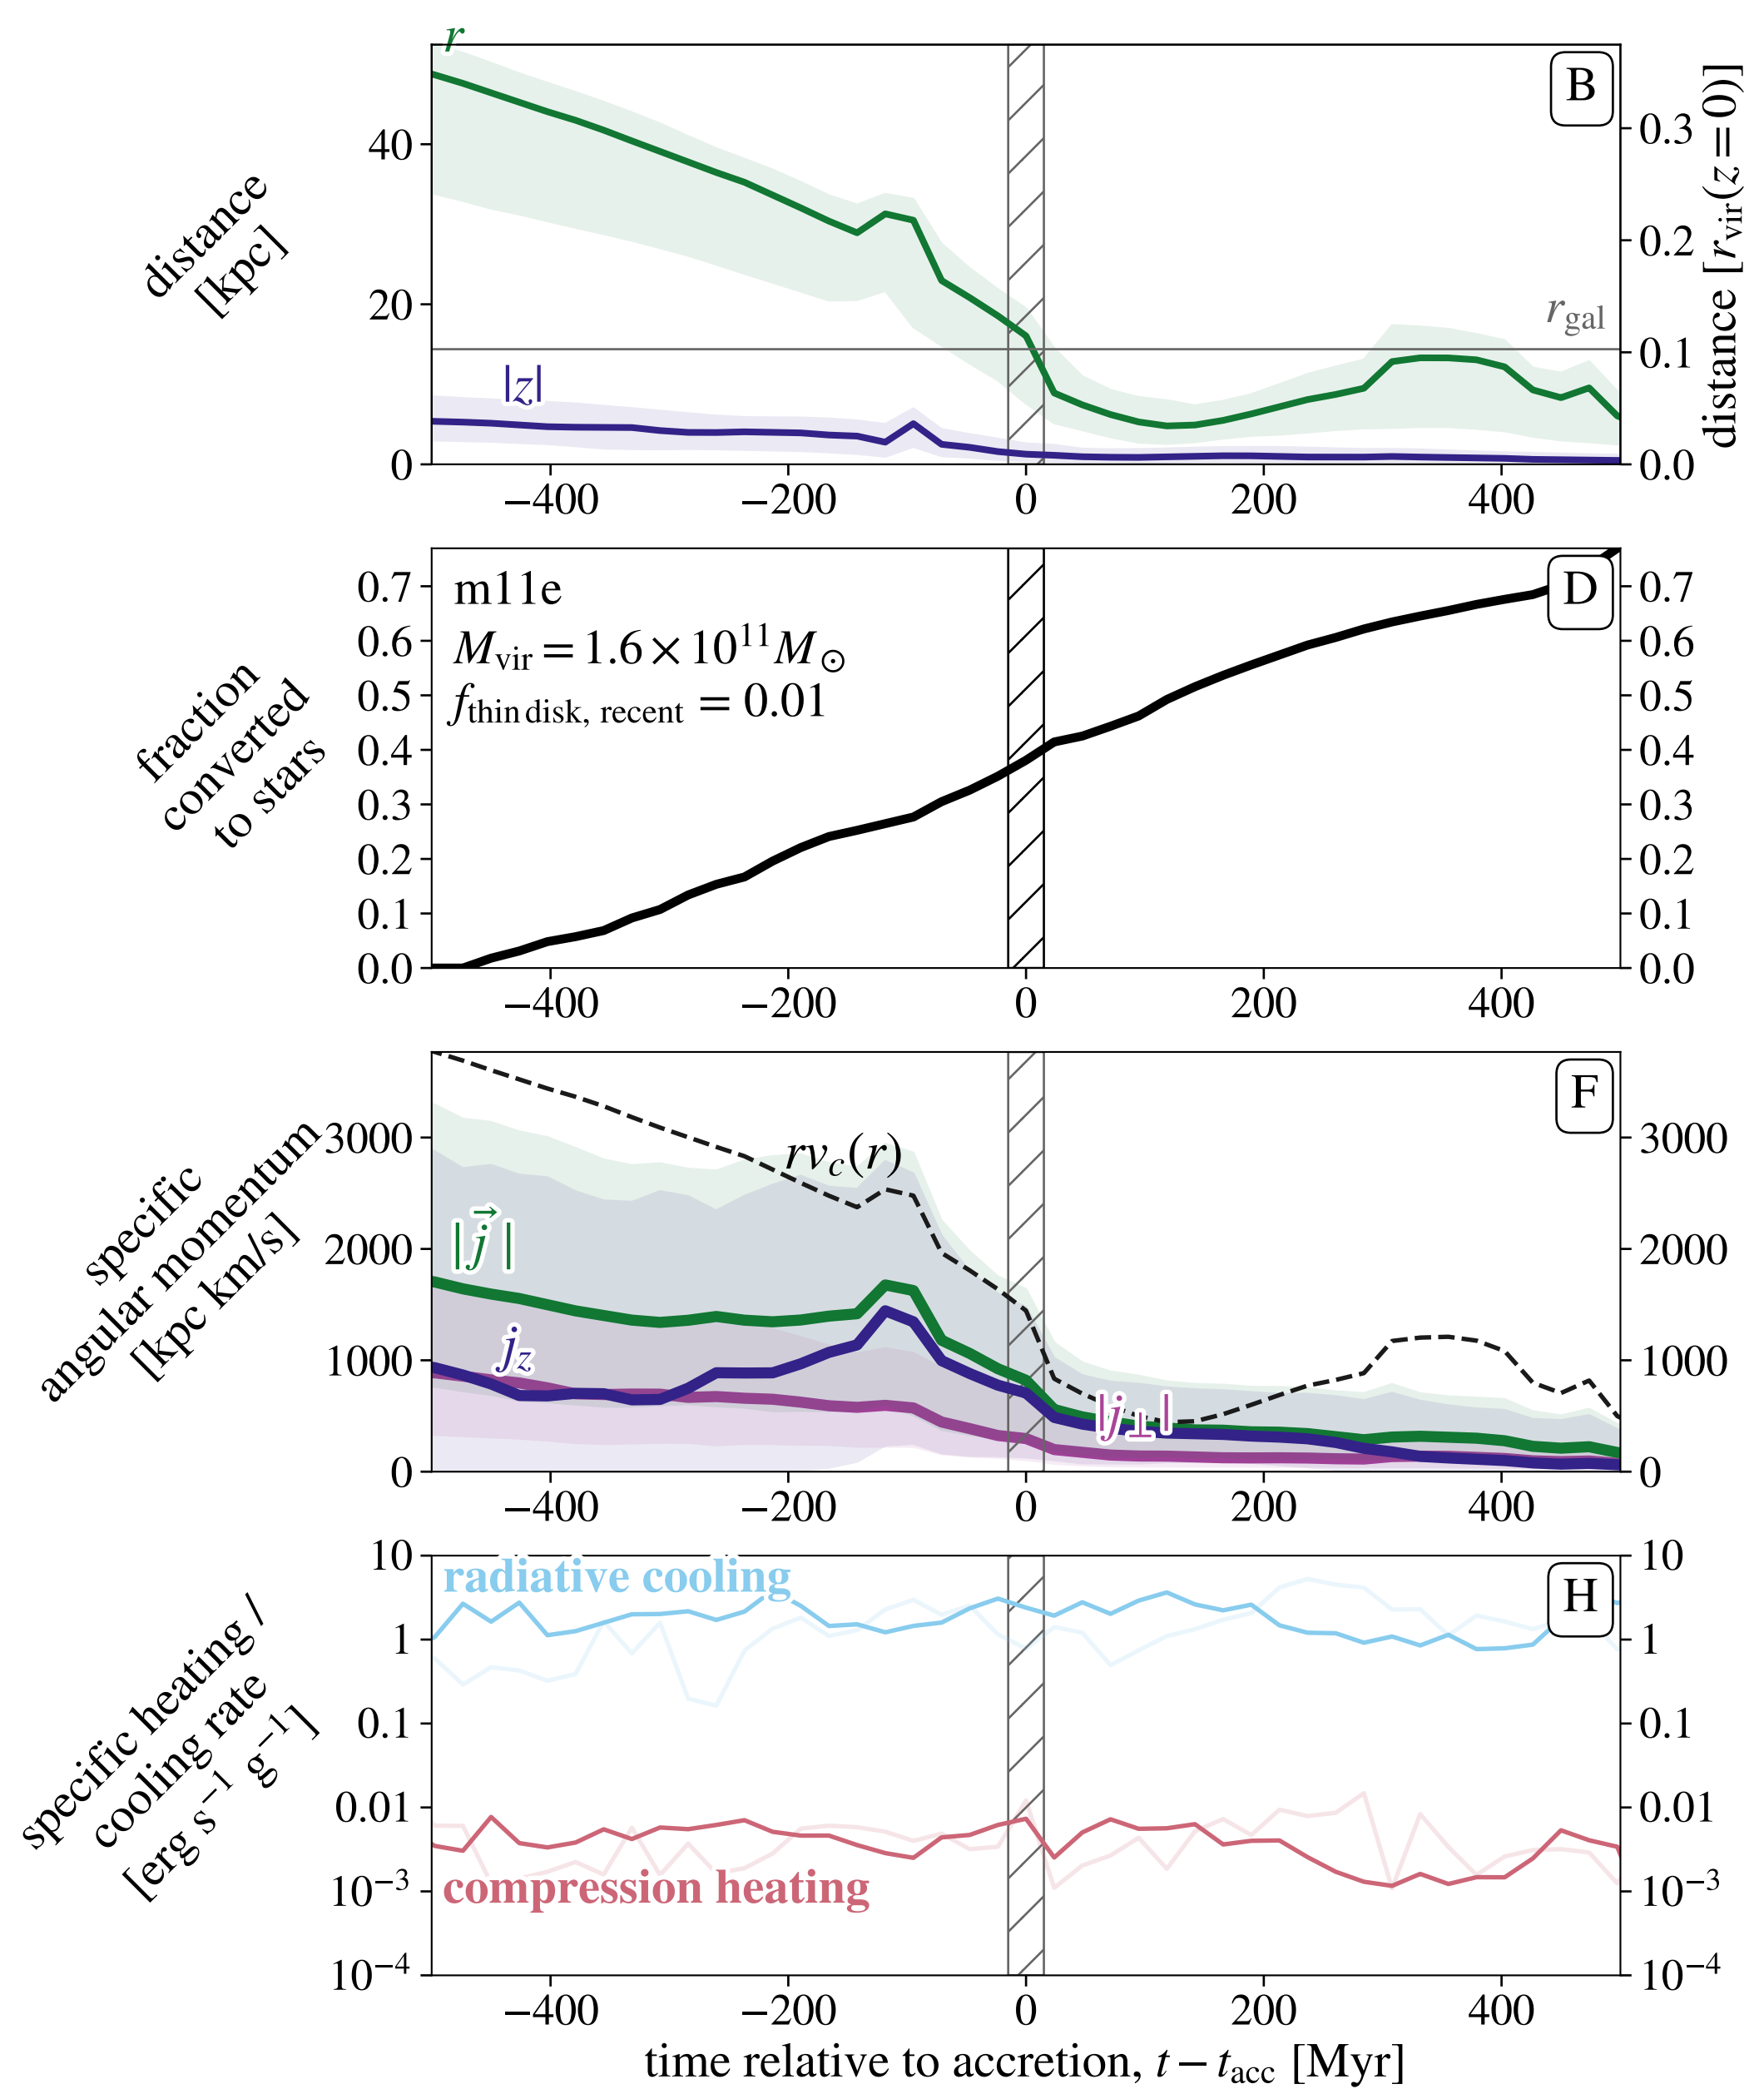 r
B
distance
[kpc]
40
20
0
|z|
r_gal
0.3
0.2
0.1
0.0
distance [r_vir(z=0)]
−400 −200 0 200 400
m11e
M_vir = 1.6 × 10^11 M_⊙
f_thin disk, recent = 0.01
D
fraction
converted
to stars
0.7 0.7
0.6 0.6
0.5 0.5
0.4 0.4
0.3 0.3
0.2 0.2
0.1 0.1
0.0 0.0
−400 −200 0 200 400
F
specific
angular momentum
[kpc km/s]
3000 3000
rv_c(r)
2000 2000
|j⃗|
1000 1000
j_z
|j_⊥|
0 0
−400 −200 0 200 400
10 10
radiative cooling
H
specific heating /
cooling rate
[erg s⁻¹ g⁻¹]
1 1
0.1 0.1
0.01 0.01
10⁻³ 10⁻³
compression heating
10⁻⁴ 10⁻⁴
−400 −200 0 200 400
time relative to accretion, t − t_acc [Myr]